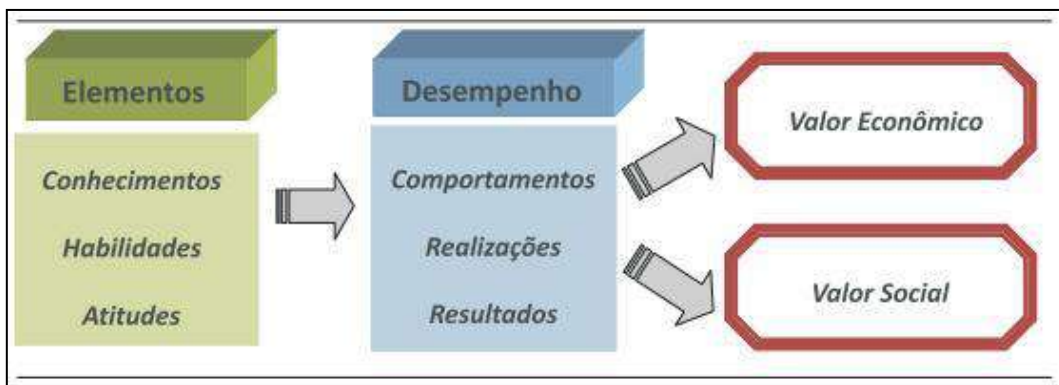 Elementos
Conhecimentos
Habilidades
Atitudes
Desempenho
Comportamentos
Realizações
Resultados
Valor Econômico
Valor Social